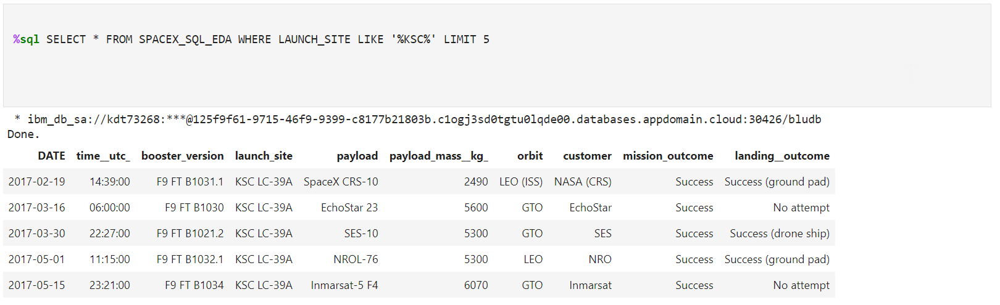 %sql SELECT * FROM SPACEX_SQL_EDA WHERE LAUNCH_SITE LIKE '%KSC%' LIMIT 5
* ibm_db_sa://kdt73268:***@125f9f61-9715-46f9-9399-c8177b21803b.c1ogj3sd0tgtu0lqde00.databases.appdomain.cloud:30426/bludb
Done.
DATE time__utc_ booster_version launch_site payload payload_mass__kg_ orbit customer mission_outcome landing__outcome
2017-02-19 14:39:00 F9 FT B1031.1 KSC LC-39A SpaceX CRS-10 2490 LEO (ISS) NASA (CRS) Success Success (ground pad)
2017-03-16 06:00:00 F9 FT B1030 KSC LC-39A EchoStar 23 5600 GTO EchoStar Success No attempt
2017-03-30 22:27:00 F9 FT B1021.2 KSC LC-39A SES-10 5300 GTO SES Success Success (drone ship)
2017-05-01 11:15:00 F9 FT B1032.1 KSC LC-39A NROL-76 5300 LEO NRO Success Success (ground pad)
2017-05-15 23:21:00 F9 FT B1034 KSC LC-39A Inmarsat-5 F4 6070 GTO Inmarsat Success No attempt